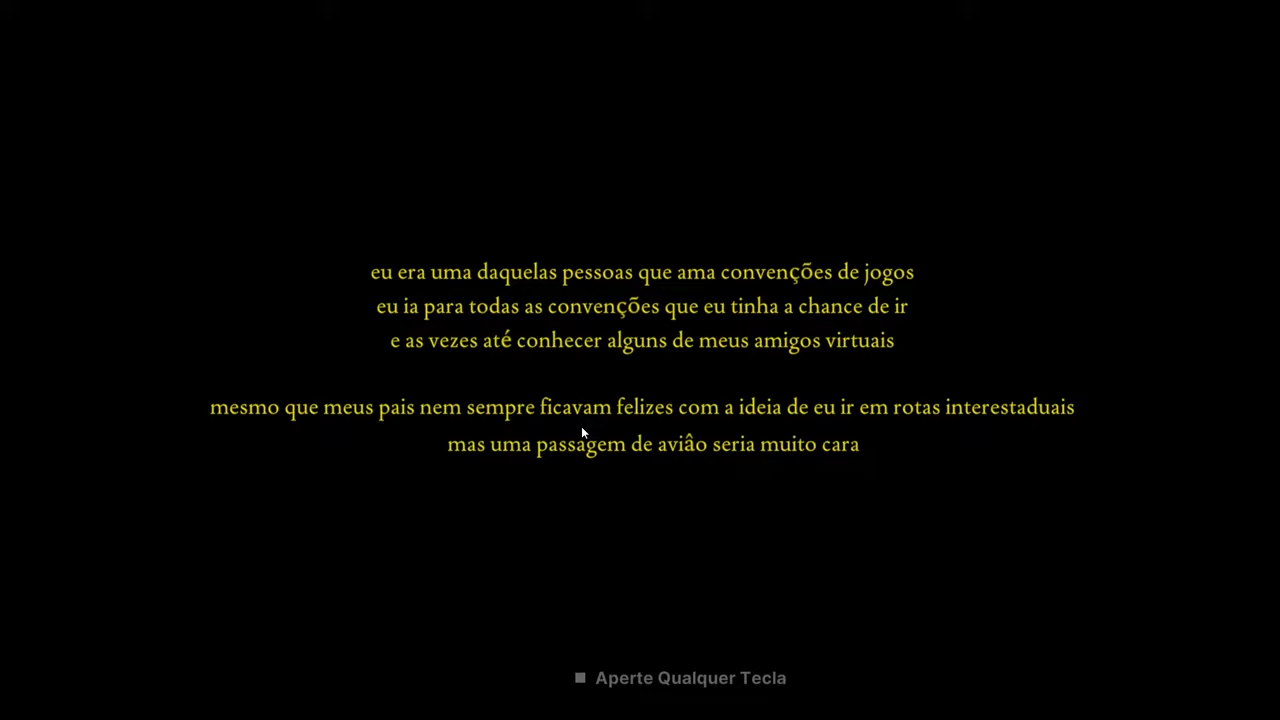 eu era uma daquelas pessoas que ama convenções de jogos
eu ia para todas as convenções que eu tinha a chance de ir
e as vezes até conhecer alguns de meus amigos virtuais
mesmo que meus pais nem sempre ficavam felizes com a ideia de eu ir em rotas interestaduais
mas uma passagem de aviâo seria muito cara
Aperte Qualquer Tecla